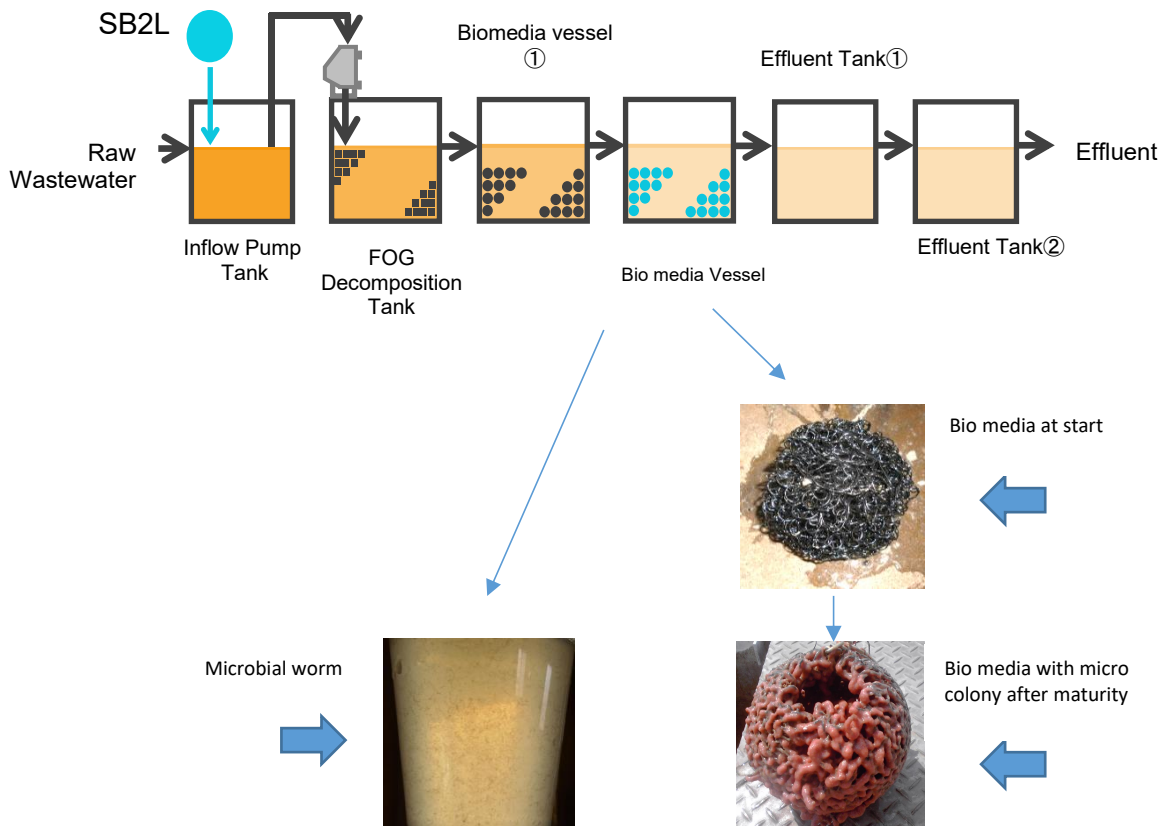 SB2L
Biomedia vessel
①
Effluent Tank①
Raw
Wastewater
Effluent
Inflow Pump
Tank
FOG
Decomposition
Tank
Bio media Vessel
Effluent Tank②
Bio media at start
Microbial worm
Bio media with micro
colony after maturity